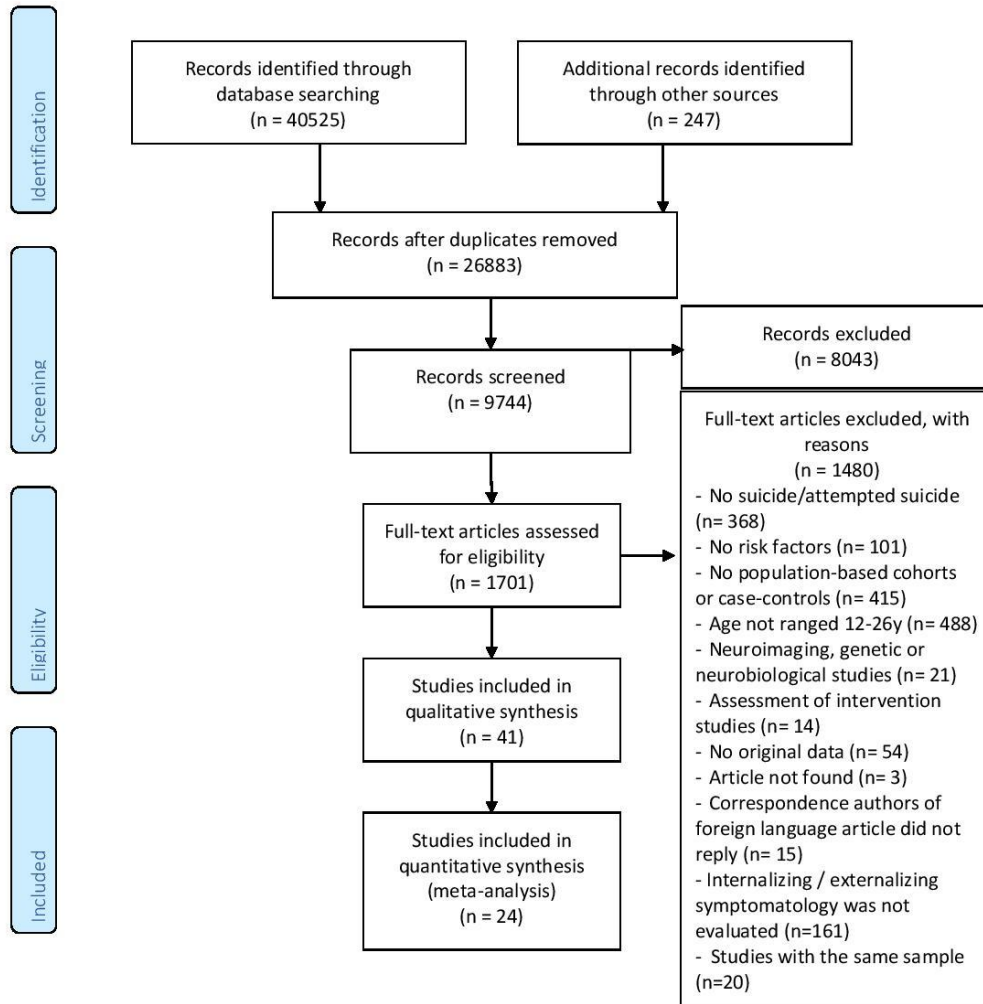 Identification
Records identified through
database searching
(n = 40525)
Additional records identified
through other sources
(n = 247)
Records after duplicates removed
(n = 26883)
Screening
Records screened
(n = 9744)
Records excluded
(n = 8043)
Eligibility
Full-text articles assessed
for eligibility
(n = 1701)
Full-text articles excluded, with
reasons
(n = 1480)
- No suicide/attempted suicide
(n= 368)
- No risk factors (n= 101)
- No population-based cohorts
or case-controls (n= 415)
- Age not ranged 12-26y (n= 488)
- Neuroimaging, genetic or
neurobiological studies (n= 21)
- Assessment of intervention
studies (n= 14)
- No original data (n= 54)
- Article not found (n= 3)
- Correspondence authors of
foreign language article did not
reply (n= 15)
- Internalizing / externalizing
symptomatology was not
evaluated (n=161)
- Studies with the same sample
(n=20)
Studies included in
qualitative synthesis
(n = 41)
Included
Studies included in
quantitative synthesis
(meta-analysis)
(n = 24)